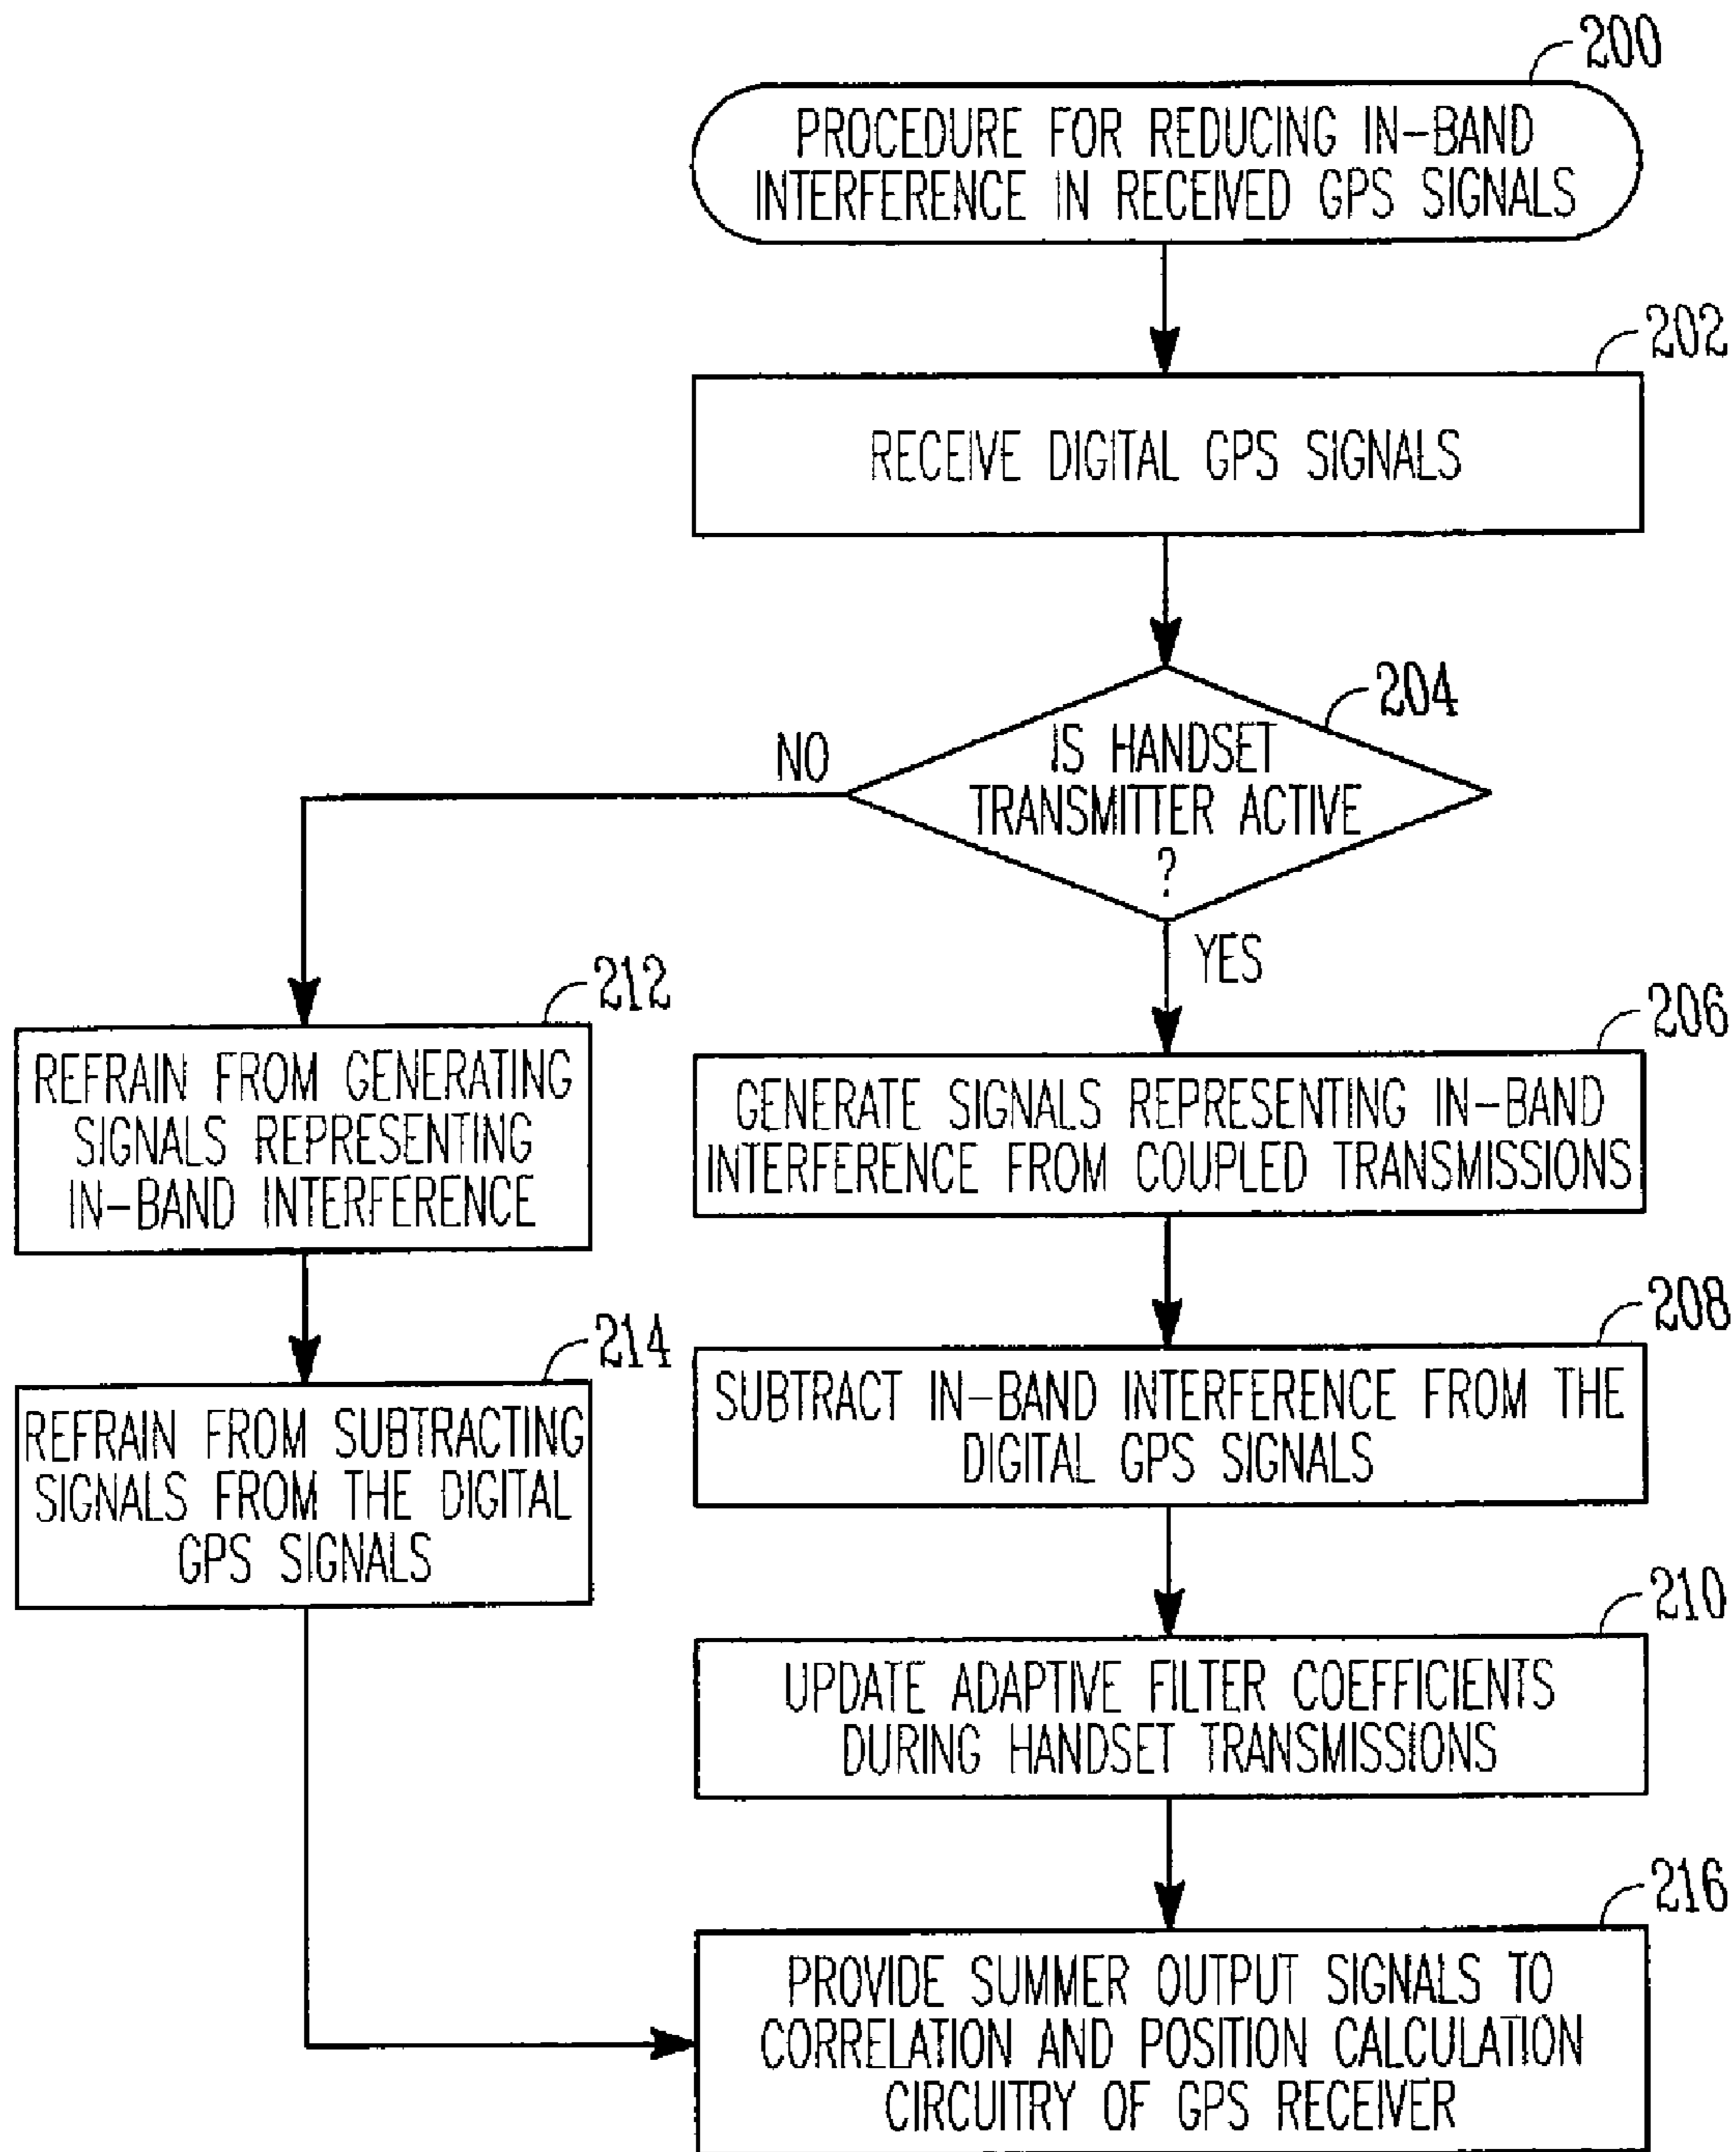 200
PROCEDURE FOR REDUCING IN-BAND
INTERFERENCE IN RECEIVED GPS SIGNALS
202
RECEIVE DIGITAL GPS SIGNALS
204
IS HANDSET
TRANSMITTER ACTIVE
?
NO
YES
212
REFRAIN FROM GENERATING
SIGNALS REPRESENTING
IN-BAND INTERFERENCE
206
GENERATE SIGNALS REPRESENTING IN-BAND
INTERFERENCE FROM COUPLED TRANSMISSIONS
214
REFRAIN FROM SUBTRACTING
SIGNALS FROM THE DIGITAL
GPS SIGNALS
208
SUBTRACT IN-BAND INTERFERENCE FROM THE
DIGITAL GPS SIGNALS
210
UPDATE ADAPTIVE FILTER COEFFICIENTS
DURING HANDSET TRANSMISSIONS
216
PROVIDE SUMMER OUTPUT SIGNALS TO
CORRELATION AND POSITION CALCULATION
CIRCUITRY OF GPS RECEIVER